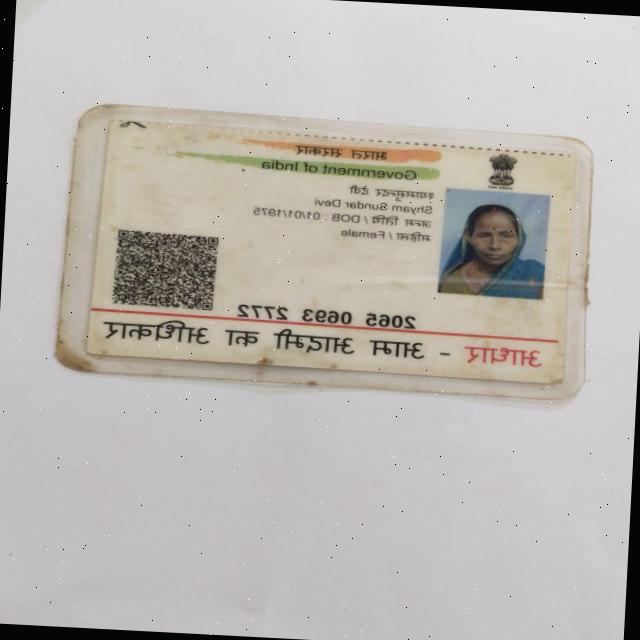 भारत सरकार
Government of India
श्यामसुन्दर देवी
Shyam Sundar Devi
जन्म तिथि / DOB : 01/01/1975
महिला / Female
2065 0693 2772
आधार - आम आदमी का अधिकार